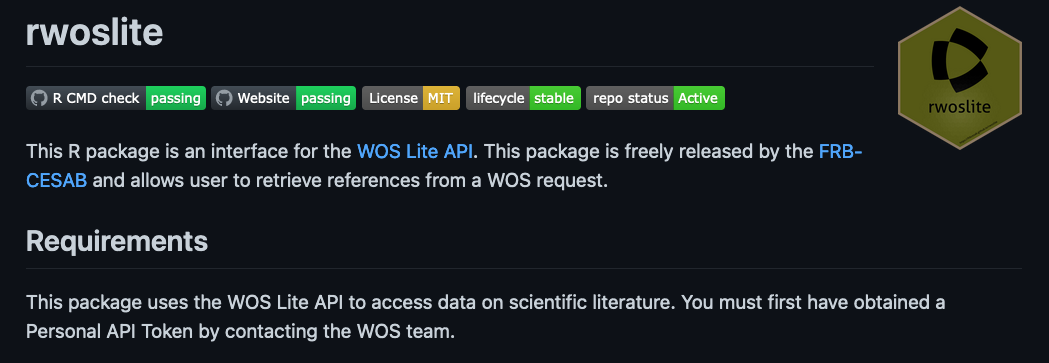 rwoslite
R CMD check passing Website passing License MIT lifecycle stable repo status Active
rwoslite
This R package is an interface for the WOS Lite API. This package is freely released by the FRB-
CESAB and allows user to retrieve references from a WOS request.
Requirements
This package uses the WOS Lite API to access data on scientific literature. You must first have obtained a
Personal API Token by contacting the WOS team.